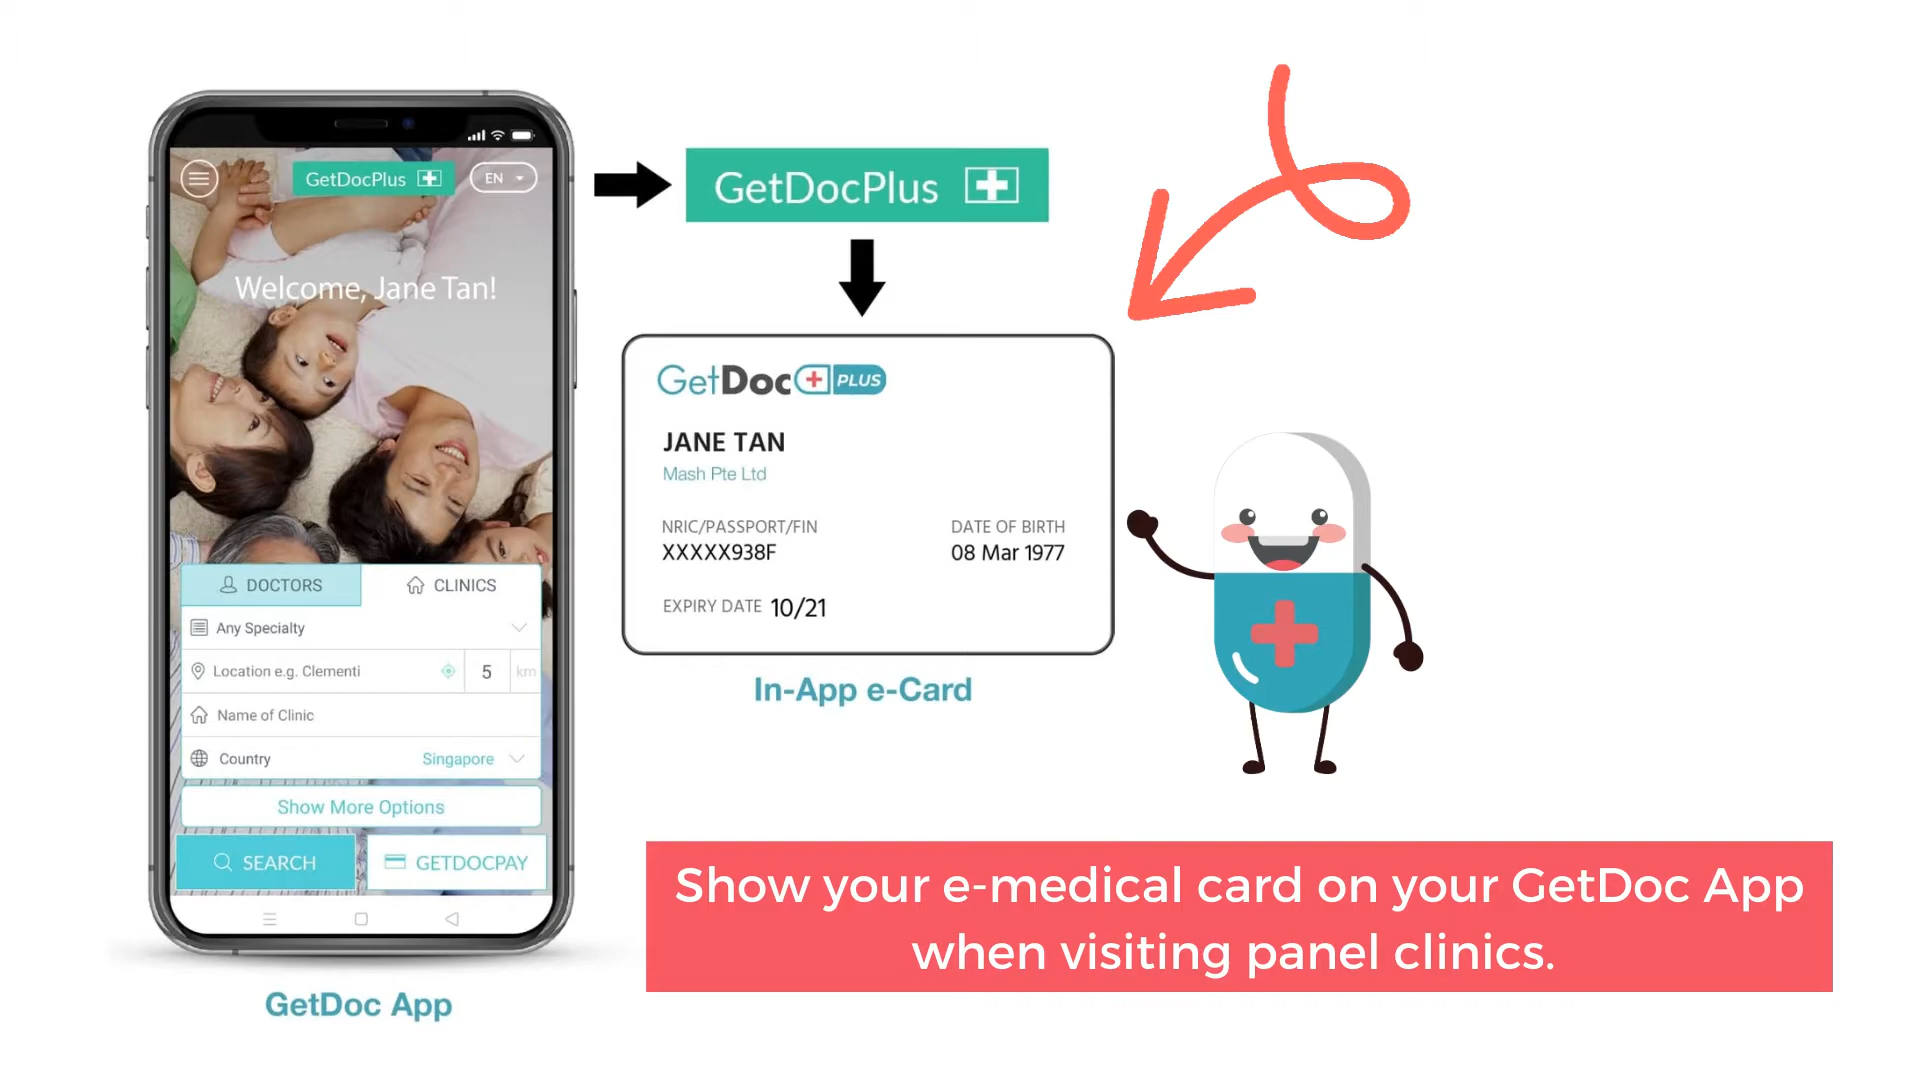 GetDocPlus
EN
Welcome, Jane Tan!
DOCTORS
CLINICS
Any Specialty
Location e.g. Clementi
5
km
Name of Clinic
Country
Singapore
Show More Options
SEARCH
GETDOCPAY
GetDoc App
GetDocPlus
GetDoc PLUS
JANE TAN
Mash Pte Ltd
NRIC/PASSPORT/FIN
DATE OF BIRTH
XXXXX938F
08 Mar 1977
EXPIRY DATE 10/21
In-App e-Card
Show your e-medical card on your GetDoc App
when visiting panel clinics.